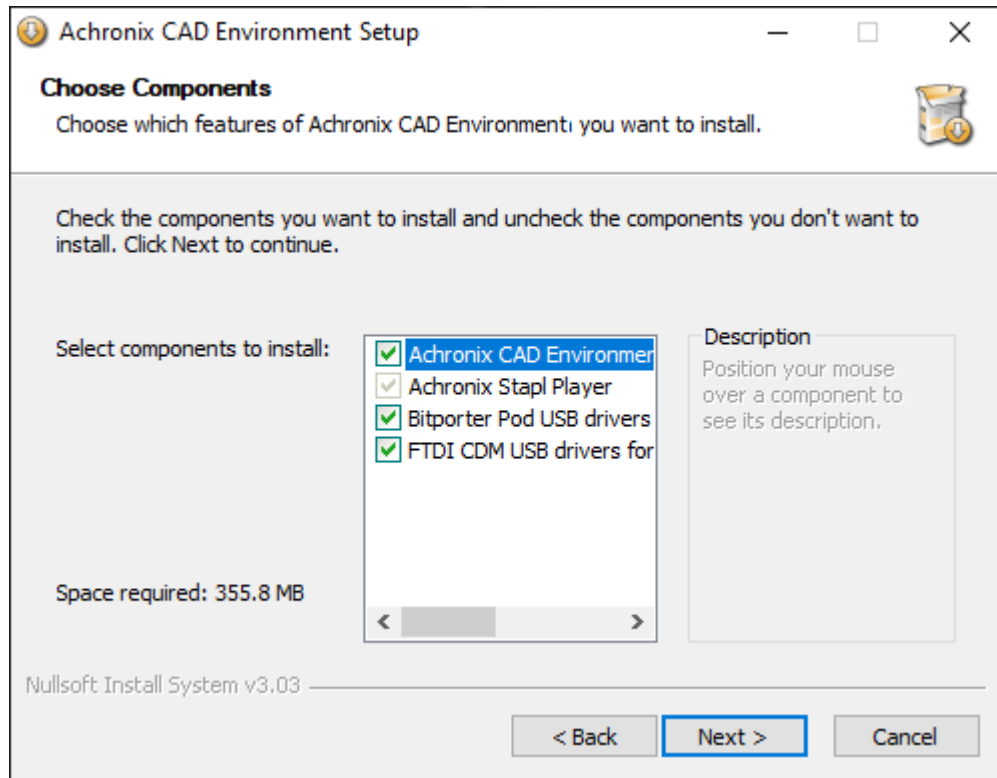 Achronix CAD Environment Setup
Choose Components
Choose which features of Achronix CAD Environment you want to install.
Check the components you want to install and uncheck the components you don't want to
install. Click Next to continue.
Select components to install:
Achronix CAD Environmer
Achronix Stapl Player
Bitporter Pod USB drivers
FTDI CDM USB drivers for
Description
Position your mouse
over a component to
see its description.
Space required: 355.8 MB
Nullsoft Install System v3.03
< Back
Next >
Cancel